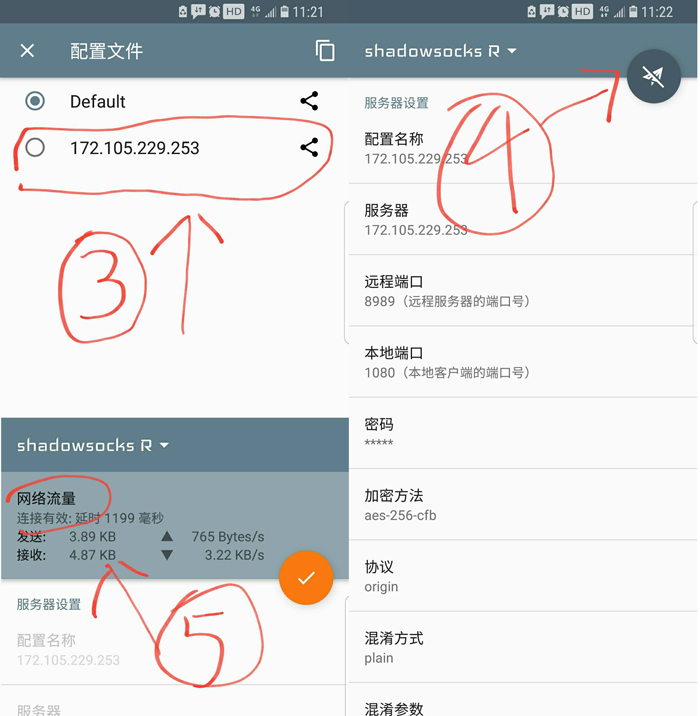 HD 4G 11:21
配置文件
Default
172.105.229.253
3
shadowsocks R
网络流量
连接有效: 延时 1199 毫秒
发送: 3.89 KB 765 Bytes/s
接收: 4.87 KB 3.22 KB/s
5
服务器设置
配置名称
172.105.229.253
服务器
HD 4G 11:22
shadowsocks R
服务器设置
4
配置名称
172.105.229.253
服务器
172.105.229.253
远程端口
8989（远程服务器的端口号）
本地端口
1080（本地客户端的端口号）
密码
*****
加密方法
aes-256-cfb
协议
origin
混淆方式
plain
混淆参数